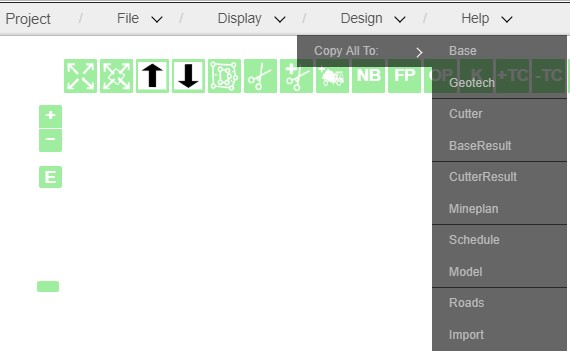 Project / File / Display / Design / Help
Copy All To:
Base
NB FP OP K +TC -TC
Geotech
+
Cutter
−
BaseResult
E
CutterResult
Mineplan
Schedule
Model
Roads
Import